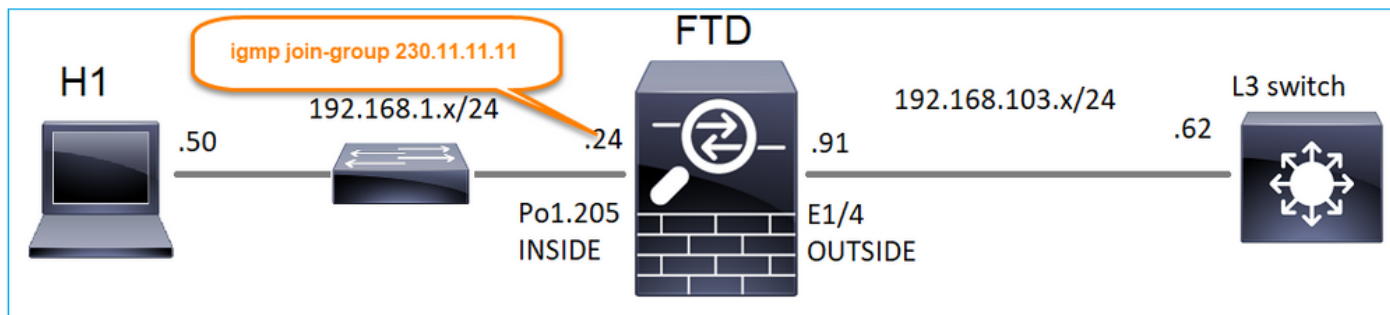 igmp join-group 230.11.11.11
FTD
H1
192.168.1.x/24
192.168.103.x/24
L3 switch
.50
.24
.91
.62
Po1.205
INSIDE
E1/4
OUTSIDE